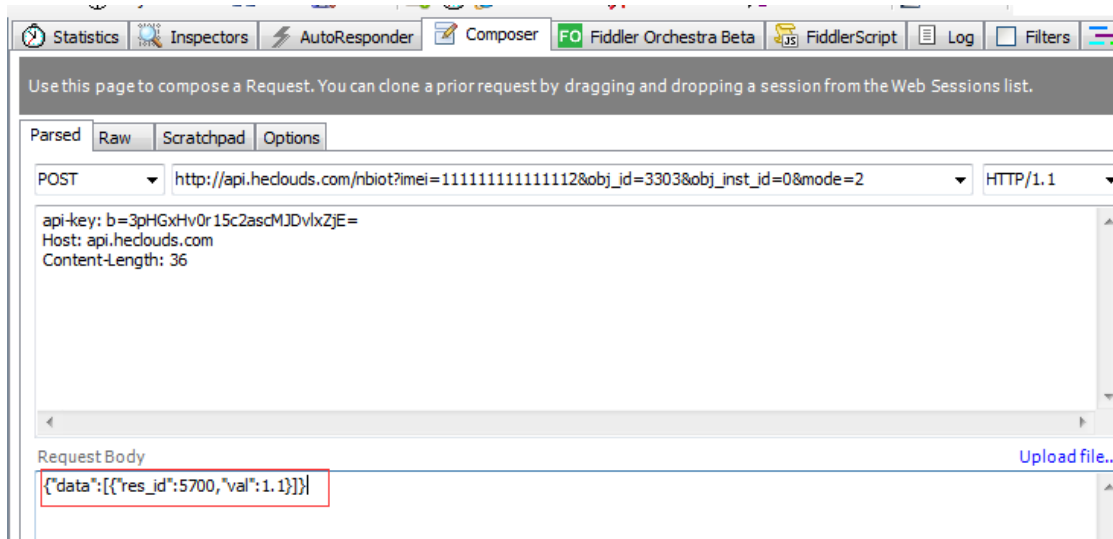 Statistics Inspectors AutoResponder Composer FO Fiddler Orchestra Beta JS FiddlerScript Log Filters
Use this page to compose a Request. You can clone a prior request by dragging and dropping a session from the Web Sessions list.
Parsed Raw Scratchpad Options
POST http://api.heclouds.com/nbiot?imei=111111111111112&obj_id=3303&obj_inst_id=0&mode=2 HTTP/1.1
api-key: b=3pHGxHv0r15c2ascMJDvlxZjE=
Host: api.heclouds.com
Content-Length: 36
Request Body Upload file..
{"data":[{"res_id":5700,"val":1.1}]}